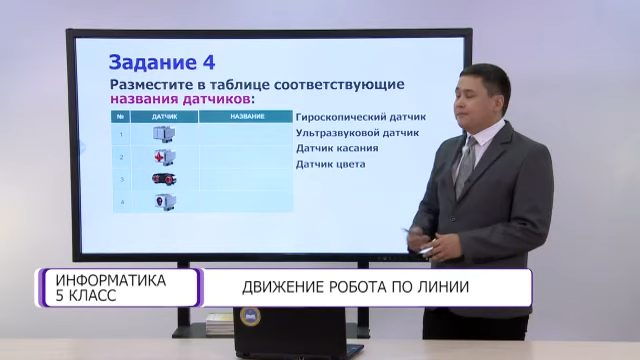 Задание 4
Разместите в таблице соответствующие
названия датчиков:
№ ДАТЧИК НАЗВАНИЕ
1
2
3
4
Гироскопический датчик
Ультразвуковой датчик
Датчик касания
Датчик цвета
ИНФОРМАТИКА
5 КЛАСС
ДВИЖЕНИЕ РОБОТА ПО ЛИНИИ